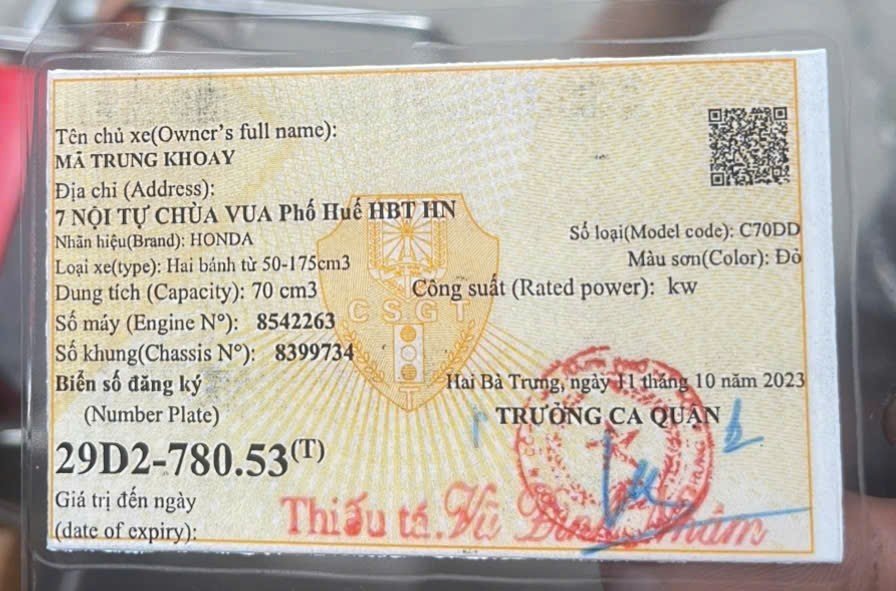 Tên chủ xe(Owner's full name):
MÃ TRUNG KHOAY
Địa chỉ (Address):
7 NỘI TỰ CHÙA VUA Phố Huế HBT HN
Nhãn hiệu(Brand): HONDA
Số loại(Model code): C70DD
Loại xe(type): Hai bánh từ 50-175cm3
Màu sơn(Color): Đỏ
Dung tích (Capacity): 70 cm3
Công suất (Rated power): kw
CSGT
Số máy (Engine N°): 8542263
Số khung(Chassis N°): 8399734
T
Biển số đăng ký
Hai Bà Trưng, ngày 11 tháng 10 năm 2023
(Number Plate)
TRƯỞNG CA QUÂN
29D2-780.53(T)
Giá trị đến ngày
Thiếu tá. Vũ
(date of expiry):